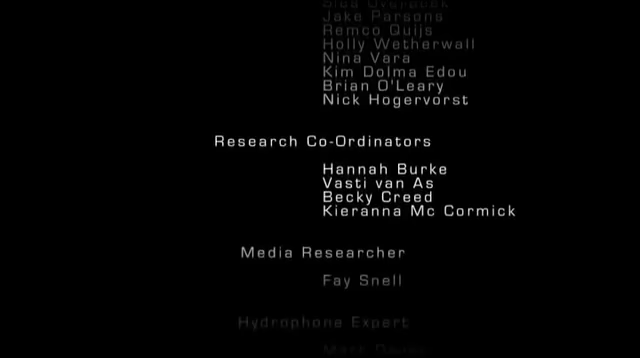 Jake Parsons
Remco Quijs
Holly Wetherwall
Nina Vara
Kim Dolma Edou
Brian O'Leary
Nick Hogervorst
Research Co-Ordinators
Hannah Burke
Vasti van As
Becky Creed
Kieranna Mc Cormick
Media Researcher
Fay Snell
Hydrophone Expert